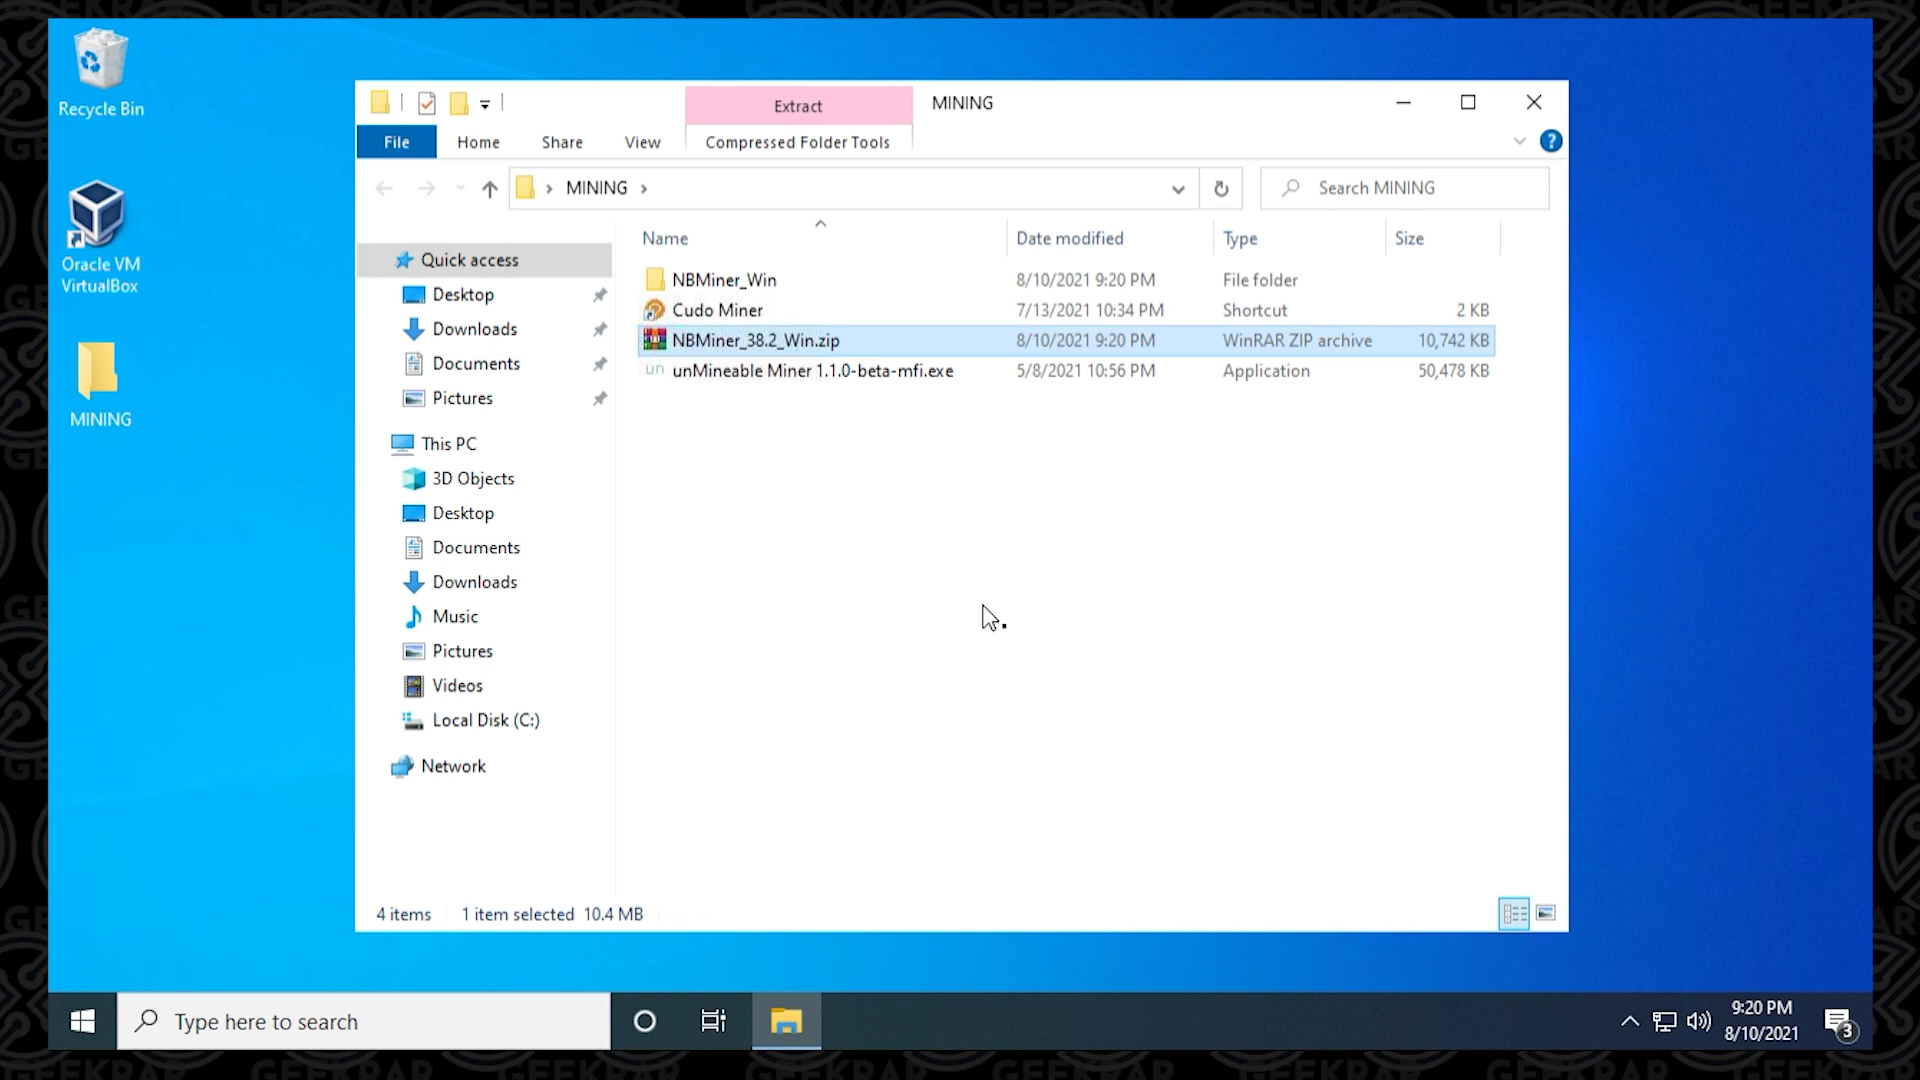 Recycle Bin
Oracle VM
VirtualBox
MINING
Extract
MINING
File
Home
Share
View
Compressed Folder Tools
MINING
Search MINING
Name
Date modified
Type
Size
NBMiner_Win
8/10/2021 9:20 PM
File folder
Cudo Miner
7/13/2021 10:34 PM
Shortcut
2 KB
NBMiner_38.2_Win.zip
8/10/2021 9:20 PM
WinRAR ZIP archive
10,742 KB
un
unMineable Miner 1.1.0-beta-mfi.exe
5/8/2021 10:56 PM
Application
50,478 KB
Quick access
Desktop
Downloads
Documents
Pictures
This PC
3D Objects
Desktop
Documents
Downloads
Music
Pictures
Videos
Local Disk (C:)
Network
4 items
1 item selected 10.4 MB
Type here to search
9:20 PM
8/10/2021
3